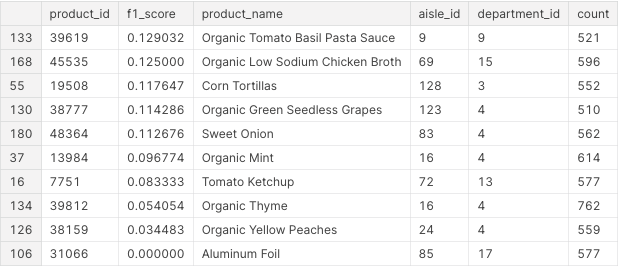 product_id f1_score product_name aisle_id department_id count
133 39619 0.129032 Organic Tomato Basil Pasta Sauce 9 9 521
168 45535 0.125000 Organic Low Sodium Chicken Broth 69 15 596
55 19508 0.117647 Corn Tortillas 128 3 552
130 38777 0.114286 Organic Green Seedless Grapes 123 4 510
180 48364 0.112676 Sweet Onion 83 4 562
37 13984 0.096774 Organic Mint 16 4 614
16 7751 0.083333 Tomato Ketchup 72 13 577
134 39812 0.054054 Organic Thyme 16 4 762
126 38159 0.034483 Organic Yellow Peaches 24 4 559
106 31066 0.000000 Aluminum Foil 85 17 577